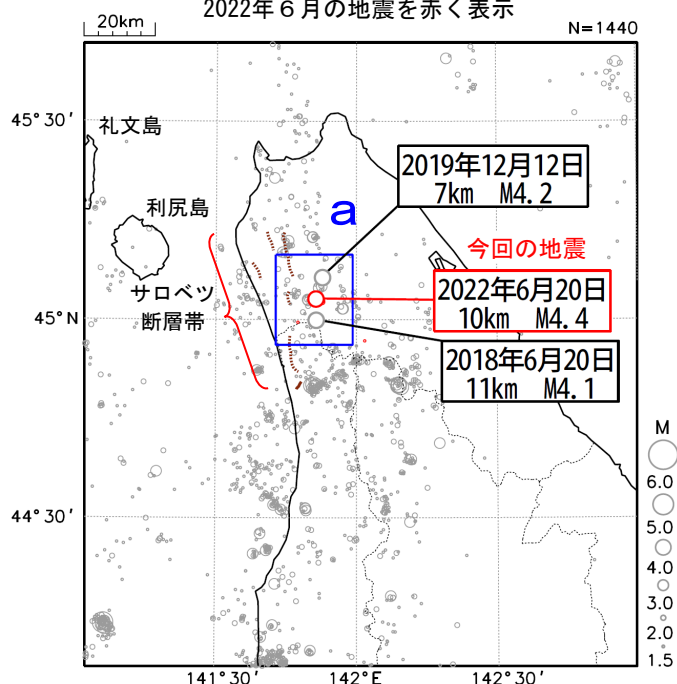 2022年６月の地震を赤く表示
20km
N=1440
45°30′
礼文島
2019年12月12日
7km M4.2
利尻島
a
今回の地震
サロベツ
断層帯
2022年6月20日
10km M4.4
45°N
2018年6月20日
11km M4.1
M
6.0
5.0
4.0
3.0
2.0
1.5
44°30′
141°30′
142°E
142°30′